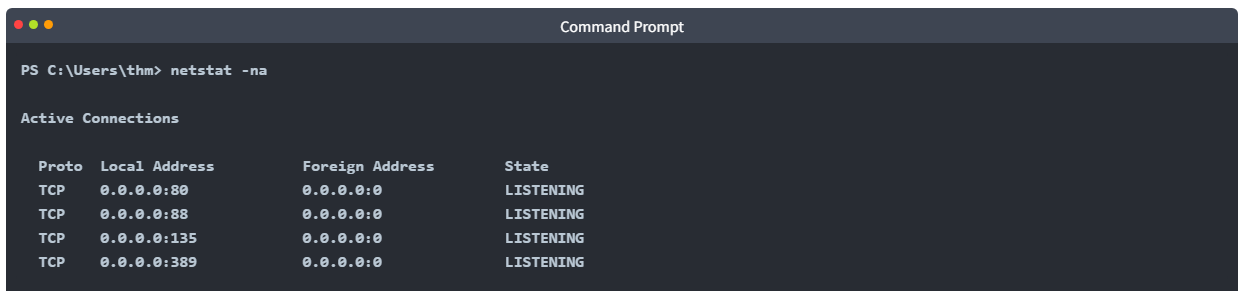 Command Prompt
PS C:\Users\thm> netstat -na
Active Connections
Proto Local Address Foreign Address State
TCP 0.0.0.0:80 0.0.0.0:0 LISTENING
TCP 0.0.0.0:88 0.0.0.0:0 LISTENING
TCP 0.0.0.0:135 0.0.0.0:0 LISTENING
TCP 0.0.0.0:389 0.0.0.0:0 LISTENING